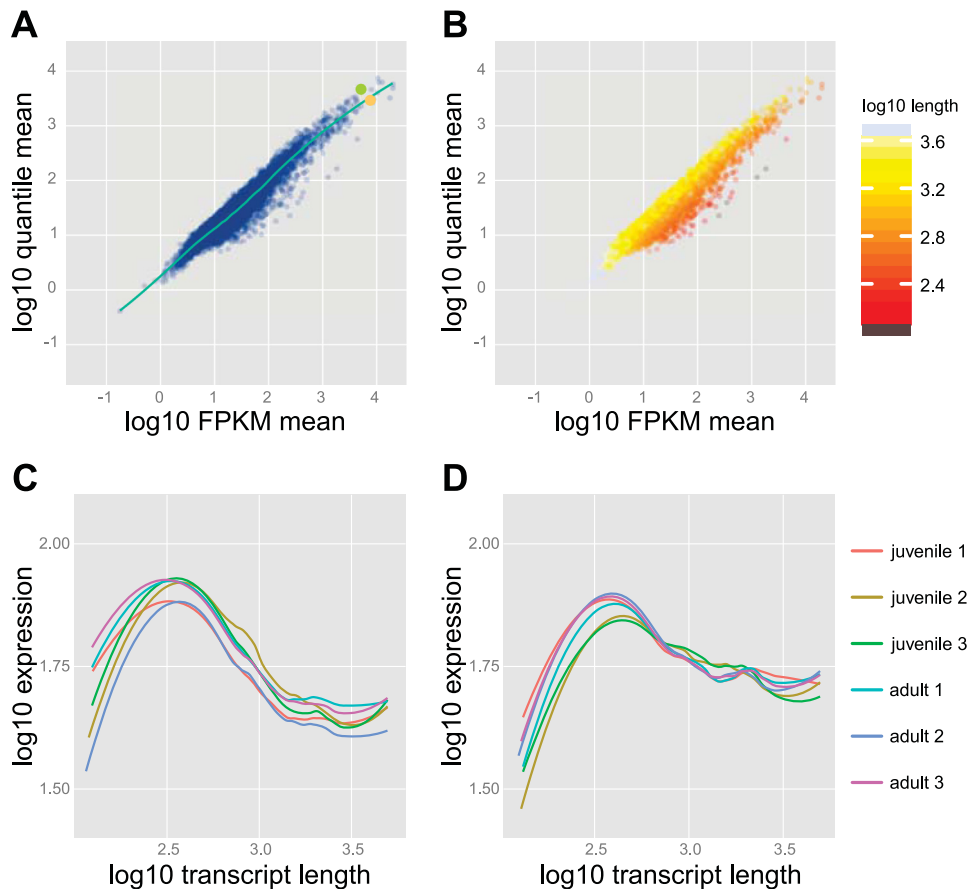 A
B
4
3
2
1
0
-1
log10 quantile mean
-1
0
1
2
3
4
log10 FPKM mean
4
3
2
1
0
-1
log10 quantile mean
-1
0
1
2
3
4
log10 FPKM mean
log10 length
3.6
3.2
2.8
2.4
C
D
2.00
1.75
1.50
log10 expression
2.5
3.0
3.5
log10 transcript length
2.00
1.75
1.50
log10 expression
2.5
3.0
3.5
log10 transcript length
juvenile 1
juvenile 2
juvenile 3
adult 1
adult 2
adult 3